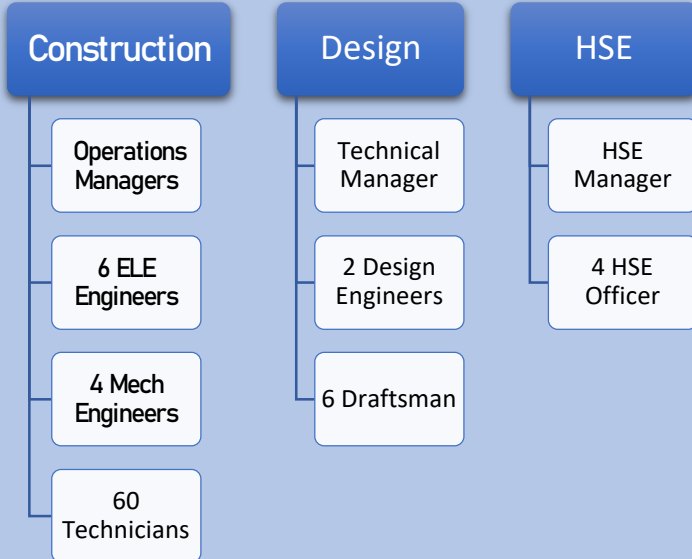 Construction
Operations
Managers
6 ELE
Engineers
4 Mech
Engineers
60
Technicians
Design
Technical
Manager
2 Design
Engineers
6 Draftsman
HSE
HSE
Manager
4 HSE
Officer